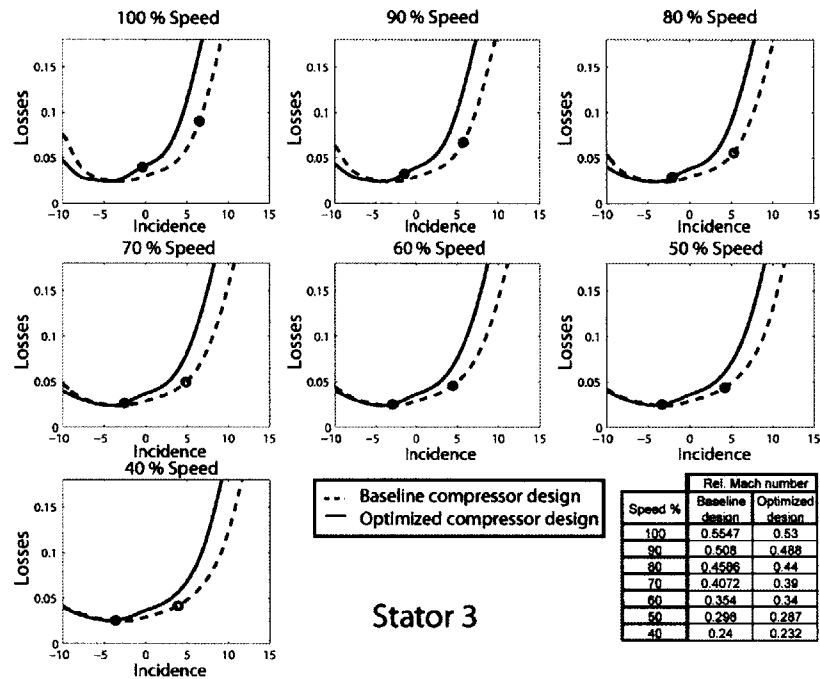 100 % Speed
90 % Speed
80 % Speed
Losses
0.15
0.1
0.05
0
-10
-5
0
5
10
15
Incidence
Losses
0.15
0.1
0.05
0
-10
-5
0
5
10
15
Incidence
Losses
0.15
0.1
0.05
0
-10
-5
0
5
10
15
Incidence
70 % Speed
60 % Speed
50 % Speed
Losses
0.15
0.1
0.05
0
-10
-5
0
5
10
15
Incidence
Losses
0.15
0.1
0.05
0
-10
-5
0
5
10
15
Incidence
Losses
0.15
0.1
0.05
0
-10
-5
0
5
10
15
Incidence
40 % Speed
Losses
0.15
0.1
0.05
0
-10
-5
0
5
10
15
Incidence
Baseline compressor design
Optimized compressor design
Stator 3
Rel. Mach number
Speed % Baseline design Optimized design
100 0.5547 0.53
90 0.508 0.488
80 0.4586 0.44
70 0.4072 0.39
60 0.354 0.34
50 0.298 0.287
40 0.24 0.232